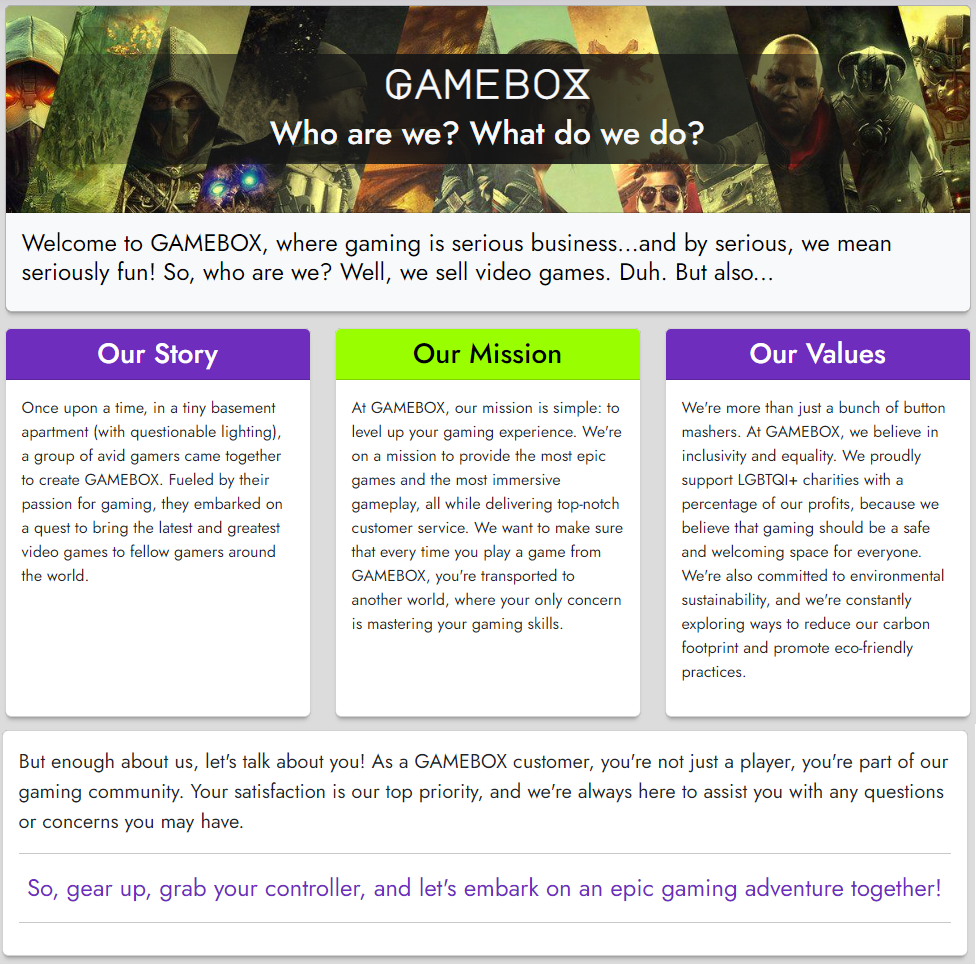 GAMEBOX
Who are we? What do we do?
Welcome to GAMEBOX, where gaming is serious business...and by serious, we mean
seriously fun! So, who are we? Well, we sell video games. Duh. But also...
Our Story
Once upon a time, in a tiny basement
apartment (with questionable lighting),
a group of avid gamers came together
to create GAMEBOX. Fueled by their
passion for gaming, they embarked on
a quest to bring the latest and greatest
video games to fellow gamers around
the world.
Our Mission
At GAMEBOX, our mission is simple: to
level up your gaming experience. We're
on a mission to provide the most epic
games and the most immersive
gameplay, all while delivering top-notch
customer service. We want to make sure
that every time you play a game from
GAMEBOX, you're transported to
another world, where your only concern
is mastering your gaming skills.
Our Values
We're more than just a bunch of button
mashers. At GAMEBOX, we believe in
inclusivity and equality. We proudly
support LGBTQI+ charities with a
percentage of our profits, because we
believe that gaming should be a safe
and welcoming space for everyone.
We're also committed to environmental
sustainability, and we're constantly
exploring ways to reduce our carbon
footprint and promote eco-friendly
practices.
But enough about us, let's talk about you! As a GAMEBOX customer, you're not just a player, you're part of our
gaming community. Your satisfaction is our top priority, and we're always here to assist you with any questions
or concerns you may have.
So, gear up, grab your controller, and let's embark on an epic gaming adventure together!